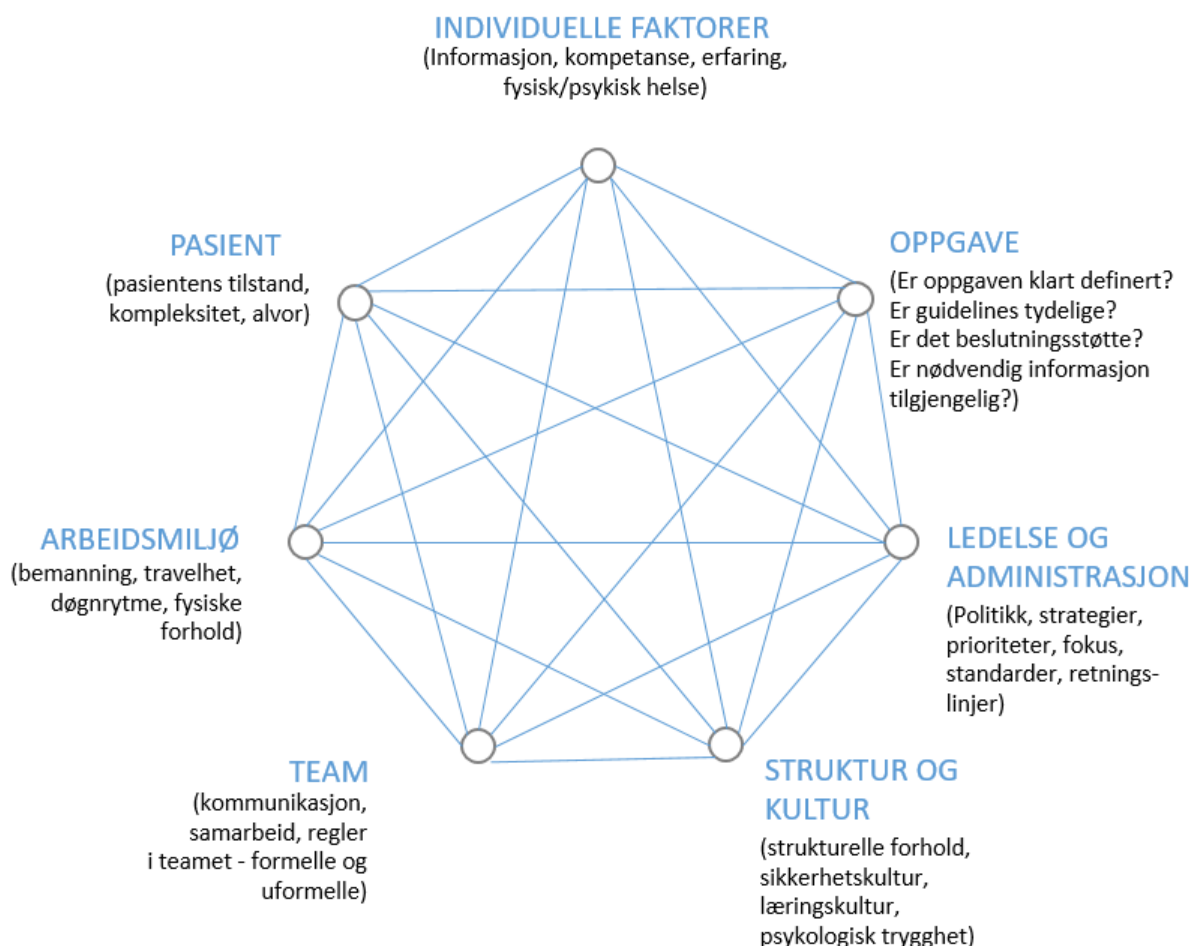 INDIVIDUELLE FAKTORER
(Informasjon, kompetanse, erfaring,
fysisk/psykisk helse)
PASIENT
(pasientens tilstand,
kompleksitet, alvor)
OPPGAVE
(Er oppgaven klart definert?
Er guidelines tydelige?
Er det beslutningsstøtte?
Er nødvendig informasjon
tilgjengelig?)
ARBEIDSMILJØ
(bemanning, travelhet,
døgnrytme, fysiske
forhold)
LEDELSE OG
ADMINISTRASJON
(Politikk, strategier,
prioriteter, fokus,
standarder, retnings-
linjer)
TEAM
(kommunikasjon,
samarbeid, regler
i teamet - formelle og
uformelle)
STRUKTUR OG
KULTUR
(strukturelle forhold,
sikkerhetskultur,
læringskultur,
psykologisk trygghet)